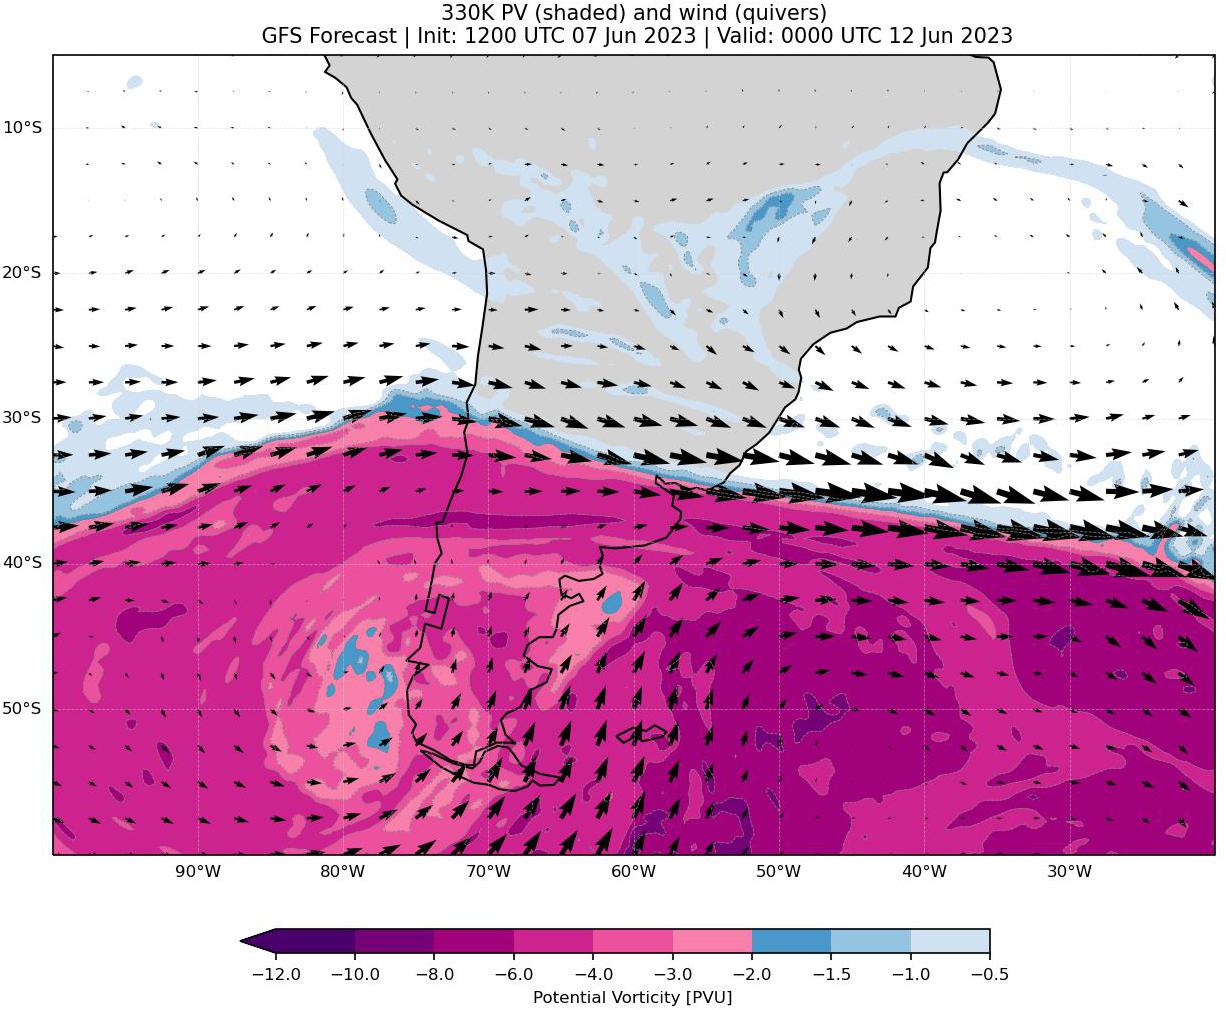 330K PV (shaded) and wind (quivers)
GFS Forecast | Init: 1200 UTC 07 Jun 2023 | Valid: 0000 UTC 12 Jun 2023
10°S
20°S
30°S
40°S
50°S
90°W 80°W 70°W 60°W 50°W 40°W 30°W
−12.0 −10.0 −8.0 −6.0 −4.0 −3.0 −2.0 −1.5 −1.0 −0.5
Potential Vorticity [PVU]